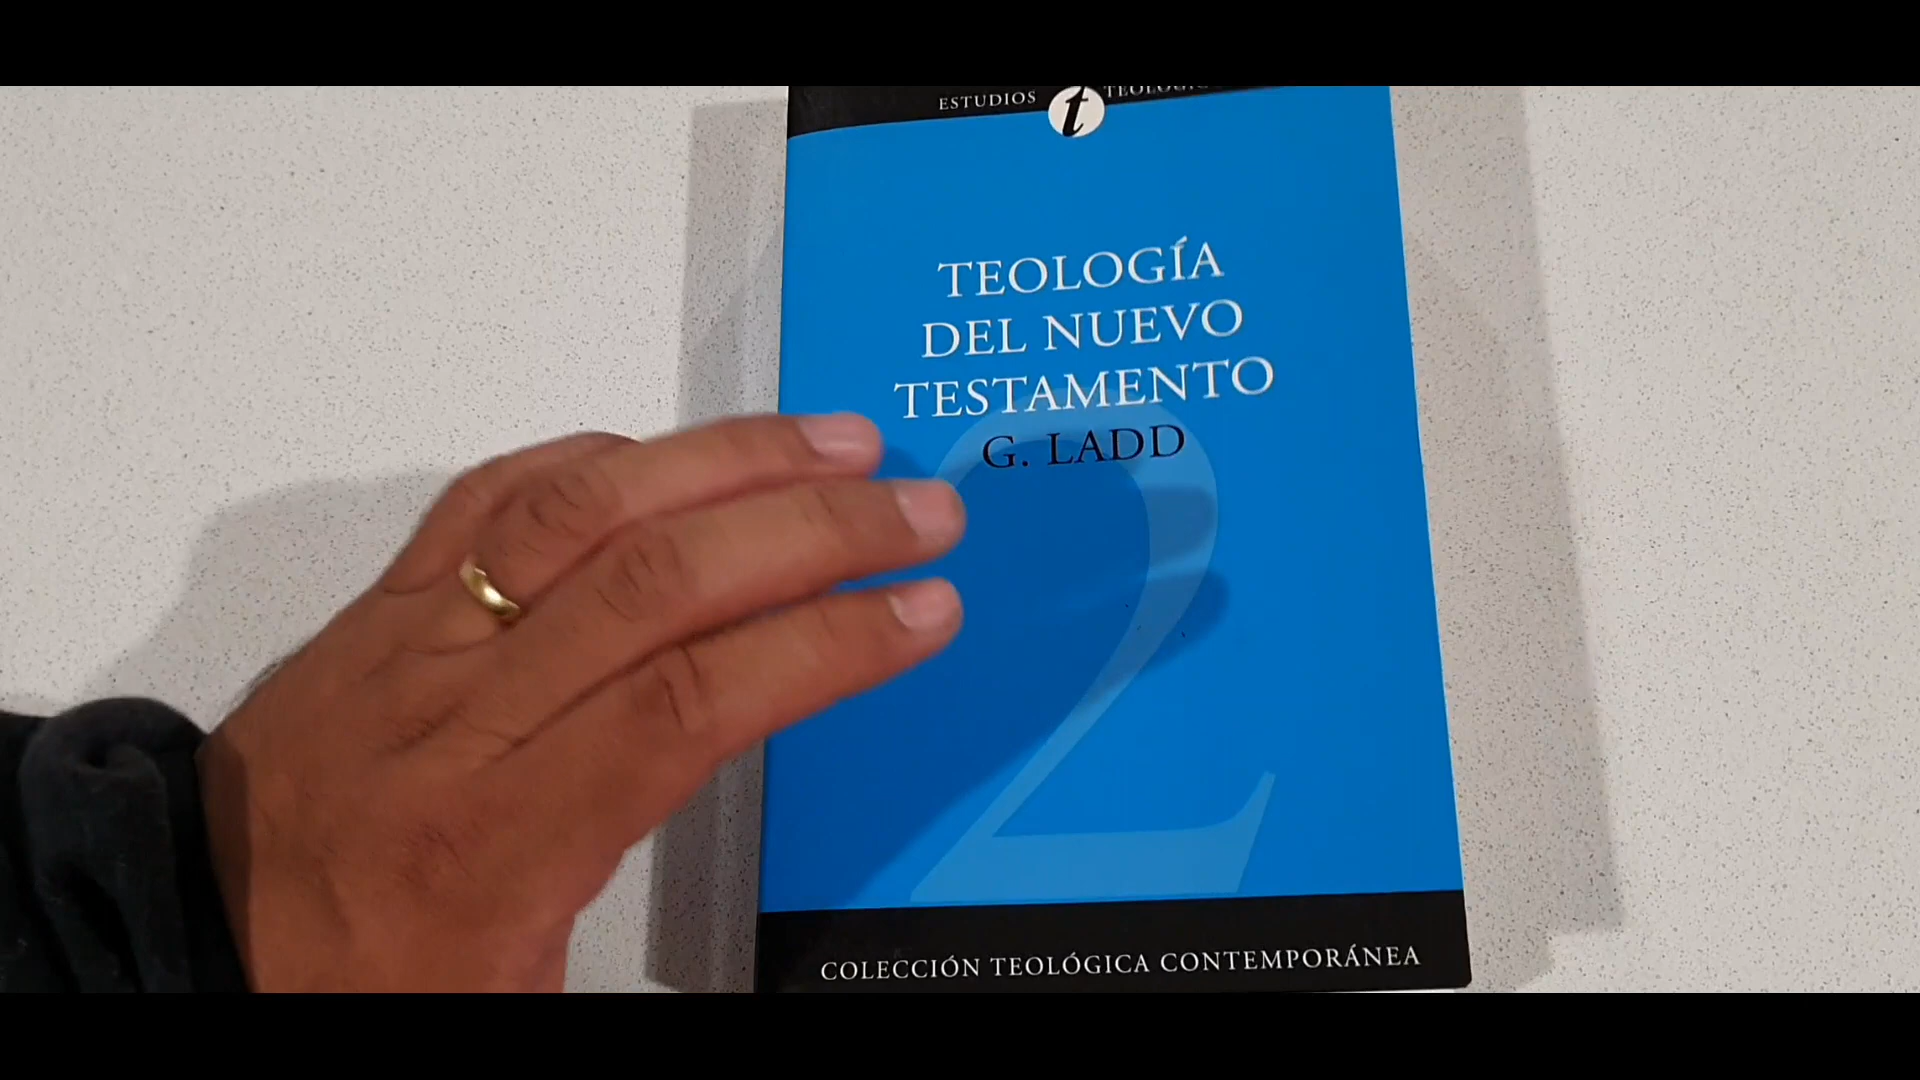 ESTUDIOS t
TEOLOGÍA
DEL NUEVO
TESTAMENTO
G. LADD
2
COLECCIÓN TEOLÓGICA CONTEMPORÁNEA